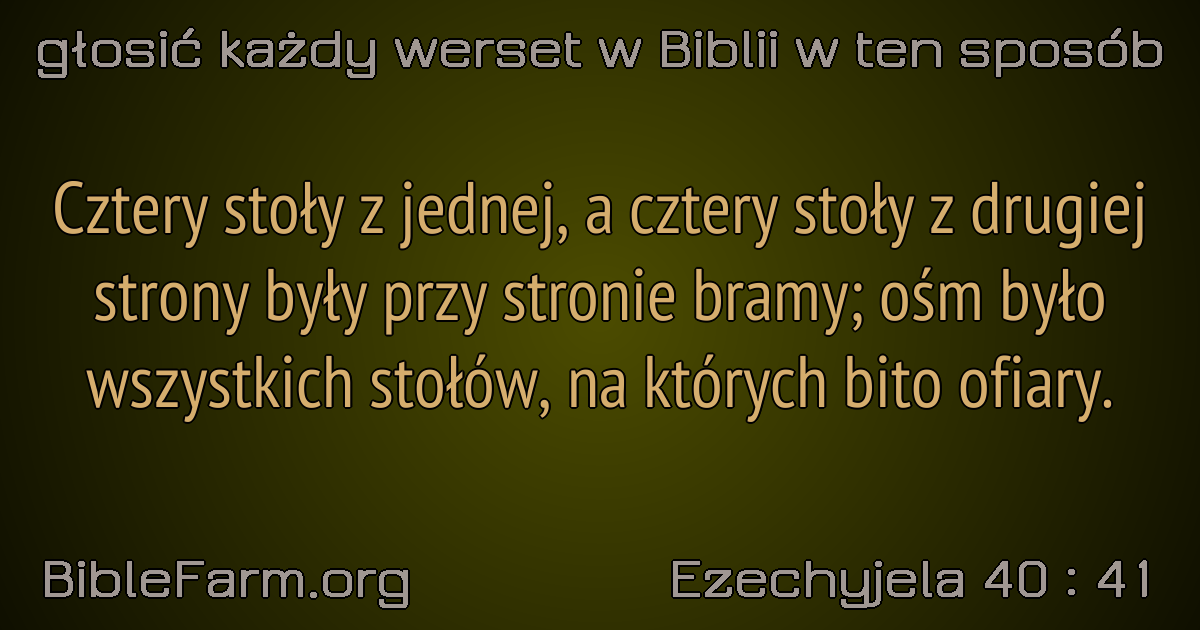 głosić każdy werset w Biblii w ten sposób
Cztery stoły z jednej, a cztery stoły z drugiej
strony były przy stronie bramy; ośm było
wszystkich stołów, na których bito ofiary.
BibleFarm.org
Ezechyjela 40 : 41